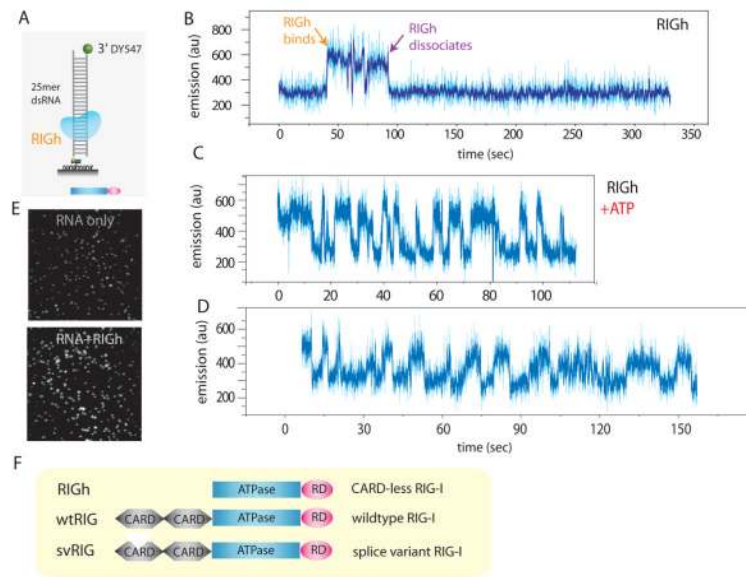 A
3' DYS47
25mer
dsRNA
RIGh
B
RIGh
binds
RIGh
dissociates
RIGh
emission (au)
800
600
400
200
0 50 100 150 200 250 300 350
time (sec)
C
RIGh
+ATP
emission (au)
600
400
200
0 20 40 60 80 100
D
emission (au)
600
400
200
0 30 60 90 120 150
time (sec)
E
RNA only
RNA+RIGh
F
RIGh ATPase RD CARD-less RIG-I
wtRIG CARD CARD ATPase RD wildtype RIG-I
svRIG CARD CARD ATPase RD splice variant RIG-I